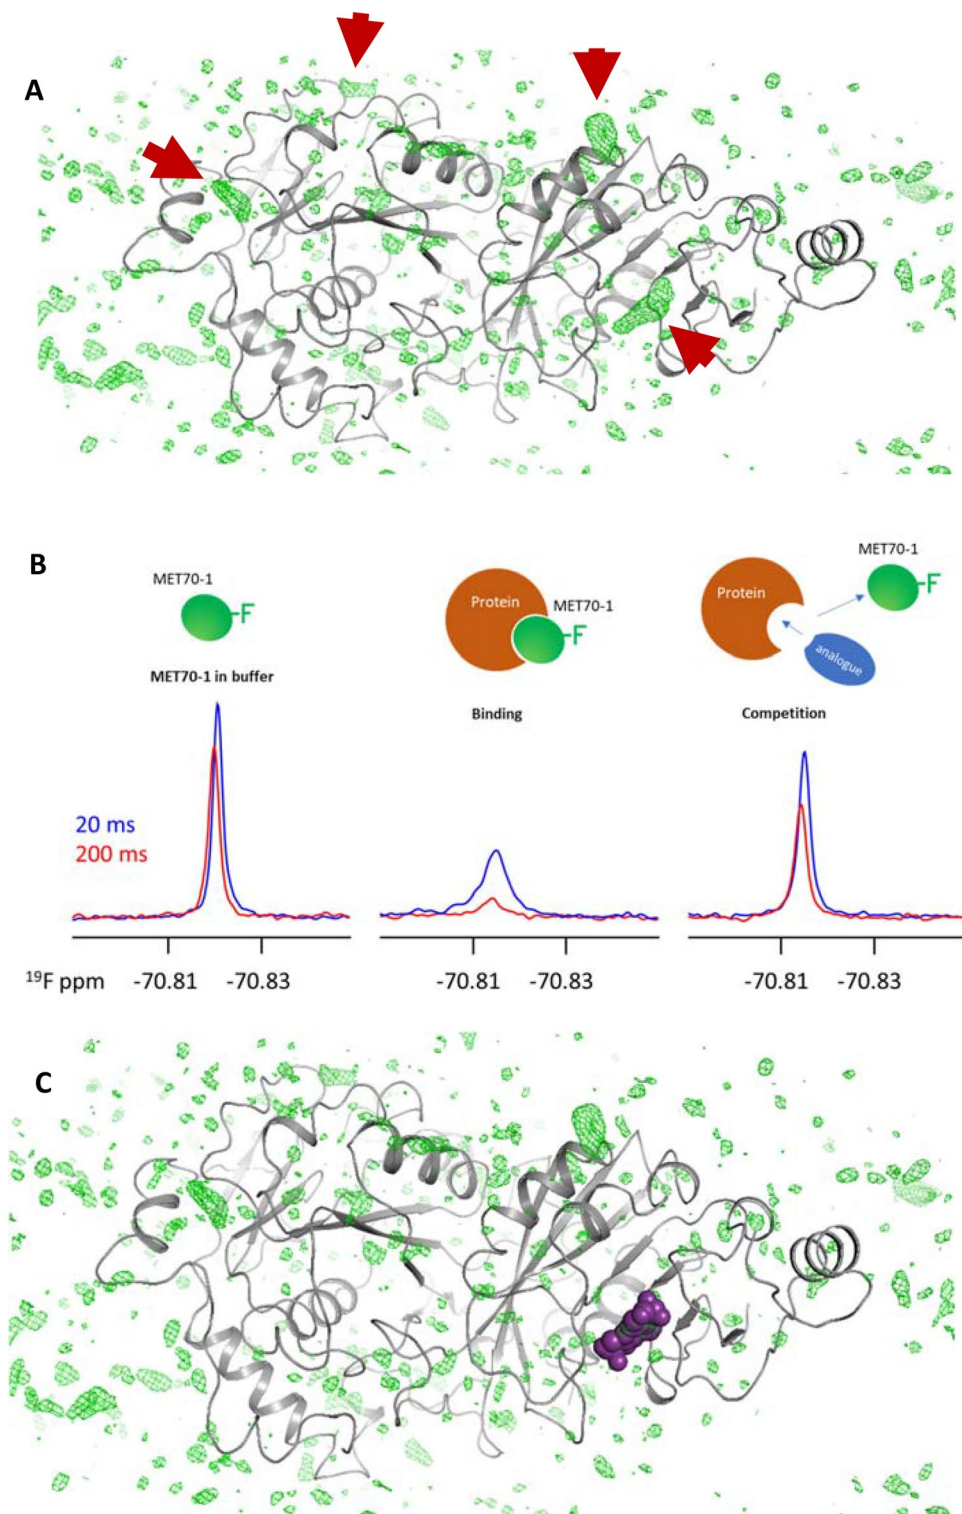 A
B
MET70-1
F
MET70-1 in buffer
Protein
MET70-1
F
Binding
Protein
MET70-1
F
analogue
Competition
20 ms
200 ms
¹⁹F ppm
-70.81 -70.83
-70.81 -70.83
-70.81 -70.83
C